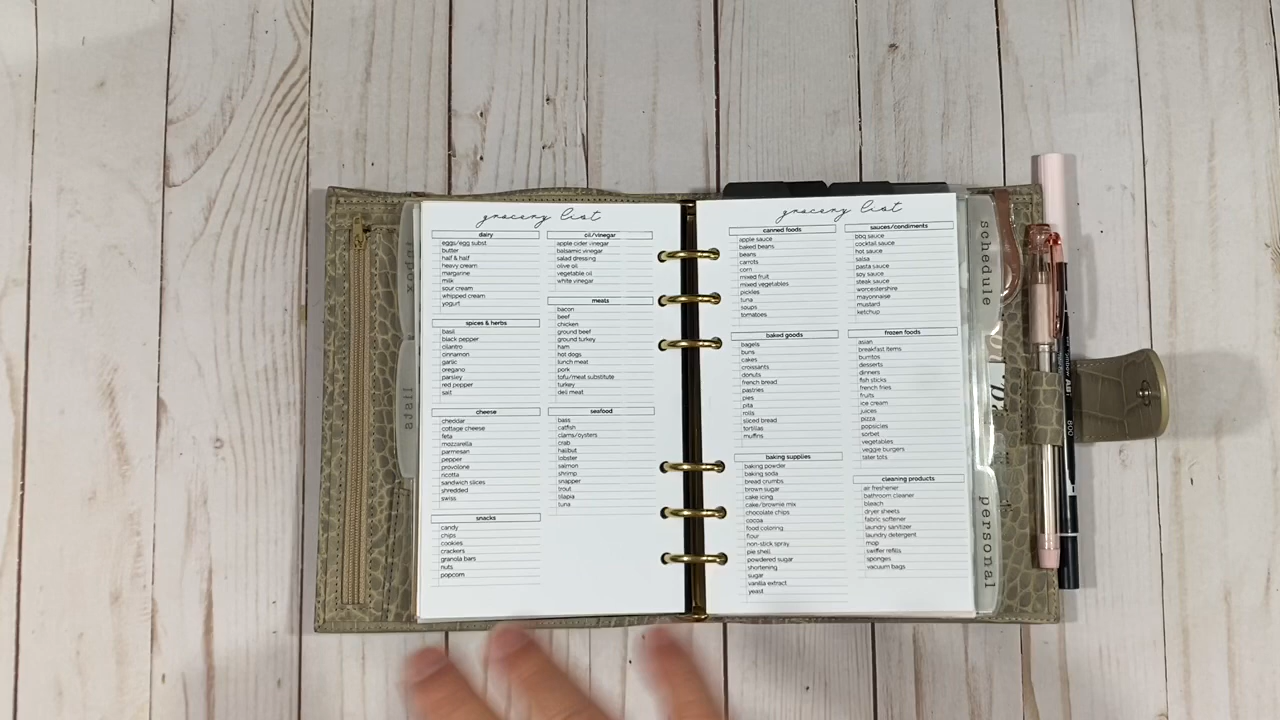 grocery list
dairy
eggs/egg subst
butter
half & half
heavy cream
margarine
milk
sour cream
whipped cream
yogurt
spices & herbs
basil
black pepper
cilantro
cinnamon
garlic
oregano
parsley
red pepper
salt
cheese
cheddar
cottage cheese
feta
mozzarella
parmesan
pepper
provolone
ricotta
sandwich slices
shredded
swiss
snacks
candy
chips
cookies
crackers
granola bars
nuts
popcorn
oil/vinegar
apple cider vinegar
balsamic vinegar
salad dressing
olive oil
vegetable oil
white vinegar
meats
bacon
beef
chicken
ground beef
ground turkey
ham
hot dogs
lunch meat
pork
tofu/meat substitute
turkey
deli meat
seafood
bass
catfish
clams/oysters
crab
halibut
lobster
salmon
shrimp
snapper
trout
tilapia
tuna
grocery list
canned foods
apple sauce
baked beans
beans
carrots
corn
mixed fruit
mixed vegetables
pickles
tuna
soups
tomatoes
baked goods
bagels
buns
cakes
croissants
donuts
french bread
pastries
pies
pita
rolls
sliced bread
tortillas
muffins
baking supplies
baking powder
baking soda
bread crumbs
brown sugar
cake icing
cake/brownie mix
chocolate chips
cocoa
food coloring
flour
non-stick spray
pie shell
powdered sugar
shortening
sugar
vanilla extract
yeast
sauces/condiments
bbq sauce
cocktail sauce
hot sauce
salsa
pasta sauce
soy sauce
steak sauce
worcestershire
mayonnaise
mustard
ketchup
frozen foods
asian
breakfast items
burritos
desserts
dinners
fish sticks
french fries
fruits
ice cream
juices
pizza
popsicles
sorbet
vegetables
veggie burgers
tater tots
cleaning products
air freshener
bathroom cleaner
bleach
dryer sheets
fabric softener
laundry sanitizer
laundry detergent
mop
swiffer refills
sponges
vacuum bags
schedule
personal